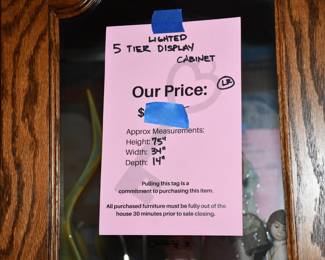 LIGHTED
5 TIER DISPLAY
CABINET
LR
Our Price:
$
Approx Measurements:
Height: 75"
Width: 34"
Depth: 14"
Pulling this tag is a
commitment to purchasing this item.
All purchased furniture must be fully out of the
house 30 minutes prior to sale closing.